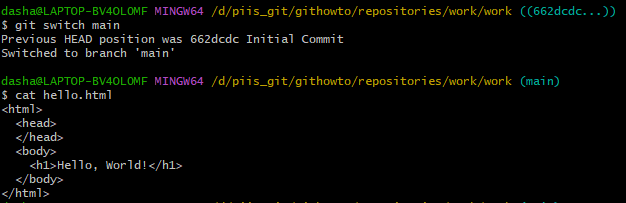 dasha@LAPTOP-BV4OLOMF MINGW64 /d/piis_git/githowto/repositories/work/work ((662dcdc...))
$ git switch main
Previous HEAD position was 662dcdc Initial Commit
Switched to branch 'main'
dasha@LAPTOP-BV4OLOMF MINGW64 /d/piis_git/githowto/repositories/work/work (main)
$ cat hello.html
<html>
  <head>
  </head>
  <body>
    <h1>Hello, World!</h1>
  </body>
</html>